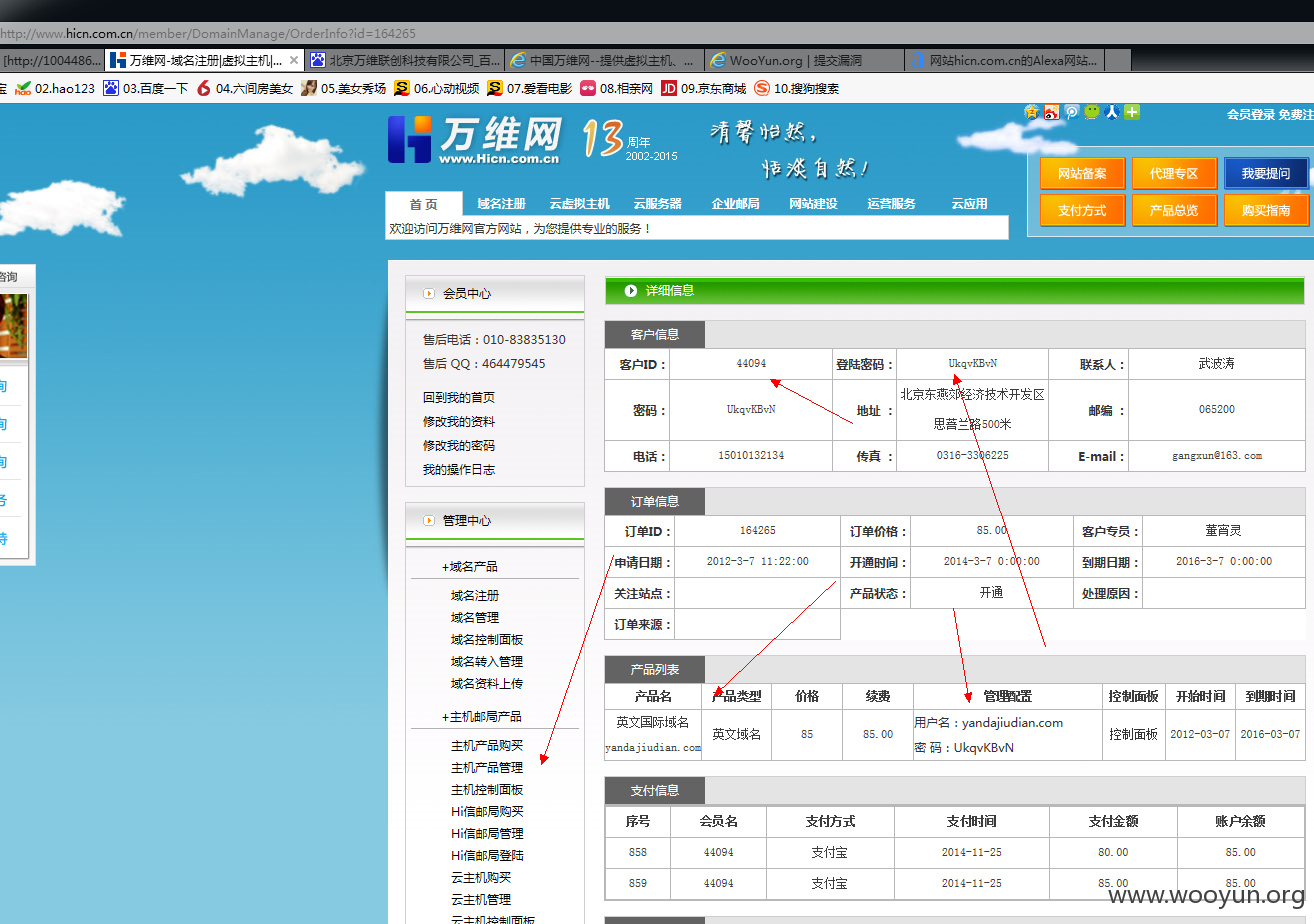 http://www.hicn.com.cn/member/DomainManage/OrderInfo?id=164265
[http://1004486... 万维网-域名注册|虚拟主机|... 北京万维联创科技有限公司_百... 中国万维网--提供虚拟主机、... WooYun.org | 提交漏洞 网站hicn.com.cn的Alexa网站...
宝 02.hao123 03.百度一下 04.六间房美女 05.美女秀场 06.心动视频 07.爱看电影 08.相亲网 09.京东商城 10.搜狗搜索
会员登录 免费注
万维网
www.Hicn.com.cn
13 周年
2002-2015
清馨怡然，
恬淡自然！
网站备案 代理专区 我要提问
支付方式 产品总览 购买指南
首 页 域名注册 云虚拟主机 云服务器 企业邮局 网站建设 运营服务 云应用
欢迎访问万维网官方网站，为您提供专业的服务！
咨询
询
询
询
务
持
会员中心
售后电话：010-83835130
售后 QQ：464479545
回到我的首页
修改我的资料
修改我的密码
我的操作日志
管理中心
+域名产品
域名注册
域名管理
域名控制面板
域名转入管理
域名资料上传
+主机邮局产品
主机产品购买
主机产品管理
主机控制面板
Hi信邮局购买
Hi信邮局管理
Hi信邮局登陆
云主机购买
云主机管理
云主机控制面板
详细信息
客户信息
客户ID： 44094 登陆密码： UkqvKBvN 联系人： 武波涛
密码： UkqvKBvN 地址 ： 北京东燕郊经济技术开发区思菩兰路500米 邮编 ： 065200
电话： 15010132134 传真 ： 0316-3306225 E-mail： gangxun@163.com
订单信息
订单ID： 164265 订单价格： 85.00 客户专员： 董宵灵
申请日期： 2012-3-7 11:22:00 开通时间： 2014-3-7 0:00:00 到期日期： 2016-3-7 0:00:00
关注站点： 产品状态： 开通 处理原因：
订单来源：
产品列表
产品名 产品类型 价格 续费 管理配置 控制面板 开始时间 到期时间
英文国际域名 yandajiudian.com 英文域名 85 85.00 用户名：yandajiudian.com 密 码：UkqvKBvN 控制面板 2012-03-07 2016-03-07
支付信息
序号 会员名 支付方式 支付时间 支付金额 账户余额
858 44094 支付宝 2014-11-25 80.00 85.00
859 44094 支付宝 2014-11-25 85.00 85.00
www.wooyun.org